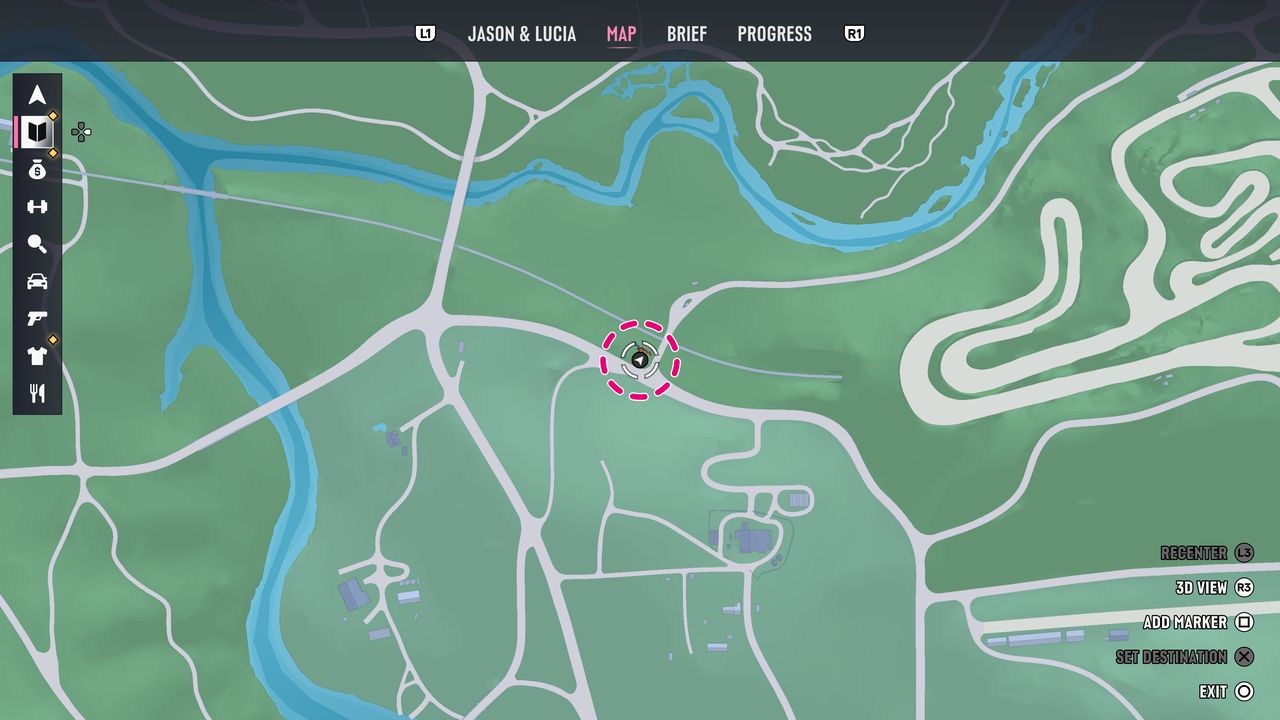 L1 JASON & LUCIA MAP BRIEF PROGRESS R1
$
RECENTER L3
3D VIEW R3
ADD MARKER
SET DESTINATION
EXIT